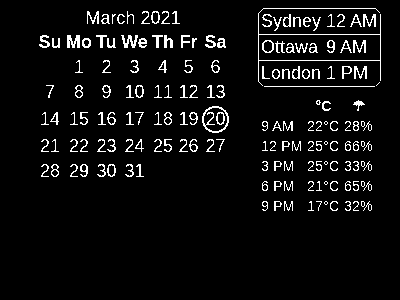 March 2021
Su Mo Tu We Th Fr Sa
1 2 3 4 5 6
7 8 9 10 11 12 13
14 15 16 17 18 19 20
21 22 23 24 25 26 27
28 29 30 31
Sydney 12 AM
Ottawa 9 AM
London 1 PM
°C ☂
9 AM 22°C 28%
12 PM 25°C 66%
3 PM 25°C 33%
6 PM 21°C 65%
9 PM 17°C 32%